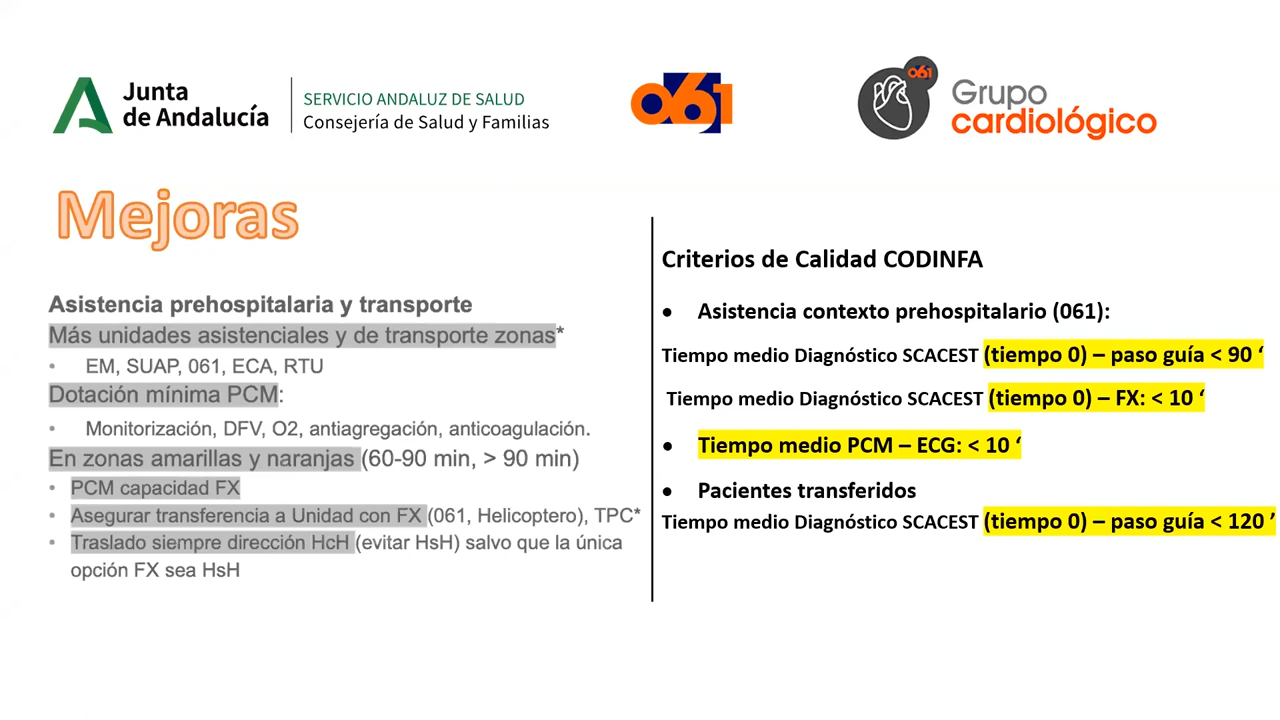 Junta
de Andalucía
SERVICIO ANDALUZ DE SALUD
Consejería de Salud y Familias
061
061
Grupo
cardiológico
Mejoras
Asistencia prehospitalaria y transporte
Más unidades asistenciales y de transporte zonas*
• EM, SUAP, 061, ECA, RTU
Dotación mínima PCM:
• Monitorización, DFV, O2, antiagregación, anticoagulación.
En zonas amarillas y naranjas (60-90 min, > 90 min)
• PCM capacidad FX
• Asegurar transferencia a Unidad con FX (061, Helicoptero), TPC*
• Traslado siempre dirección HcH (evitar HsH) salvo que la única
opción FX sea HsH
Criterios de Calidad CODINFA
• Asistencia contexto prehospitalario (061):
Tiempo medio Diagnóstico SCACEST (tiempo 0) – paso guía < 90 ‘
Tiempo medio Diagnóstico SCACEST (tiempo 0) – FX: < 10 ‘
• Tiempo medio PCM – ECG: < 10 ‘
• Pacientes transferidos
Tiempo medio Diagnóstico SCACEST (tiempo 0) – paso guía < 120 ’